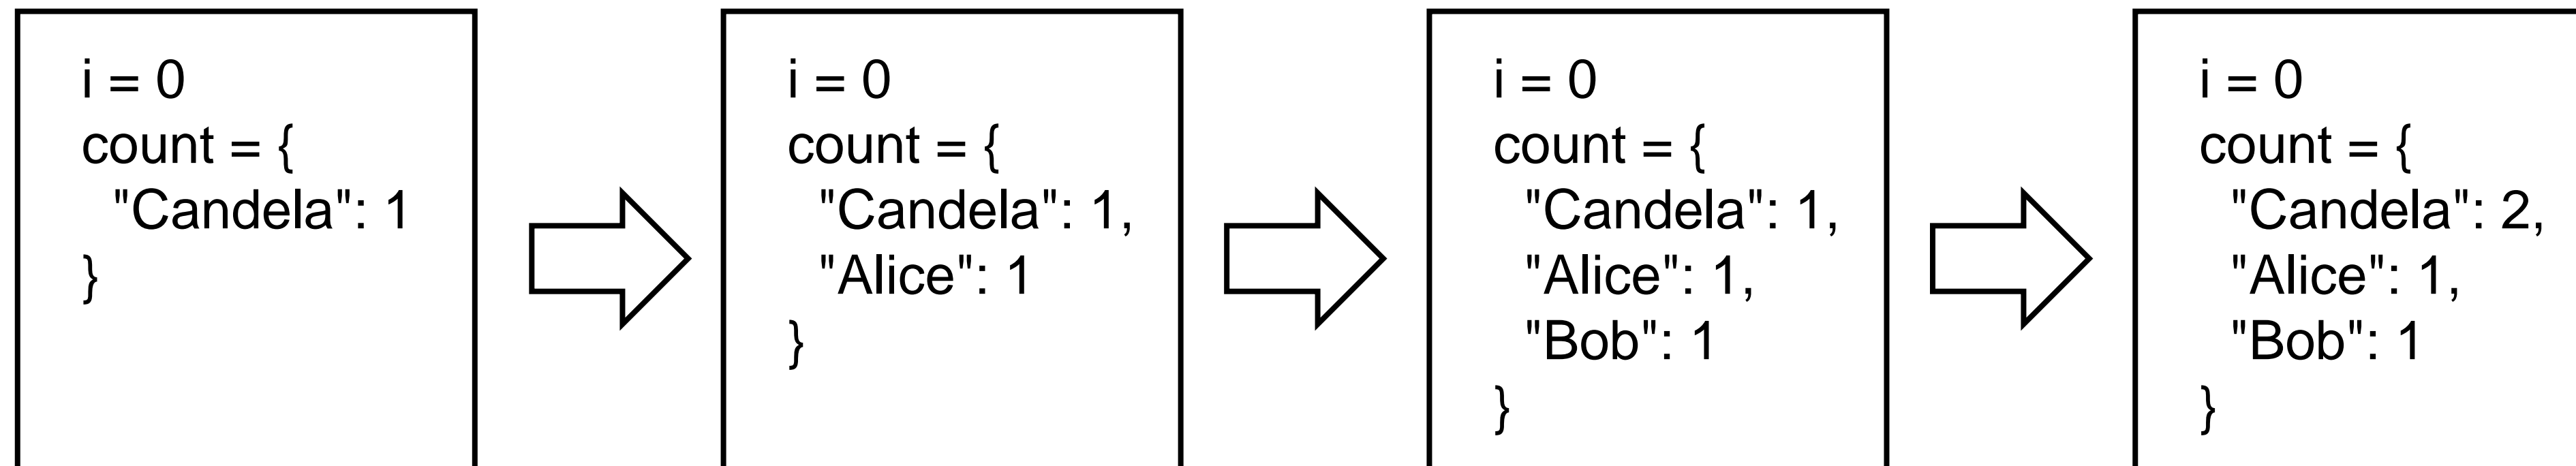 i = 0
count = {
"Candela": 1
}
i = 0
count = {
"Candela": 1,
"Alice": 1
}
i = 0
count = {
"Candela": 1,
"Alice": 1,
"Bob": 1
}
i = 0
count = {
"Candela": 2,
"Alice": 1,
"Bob": 1
}